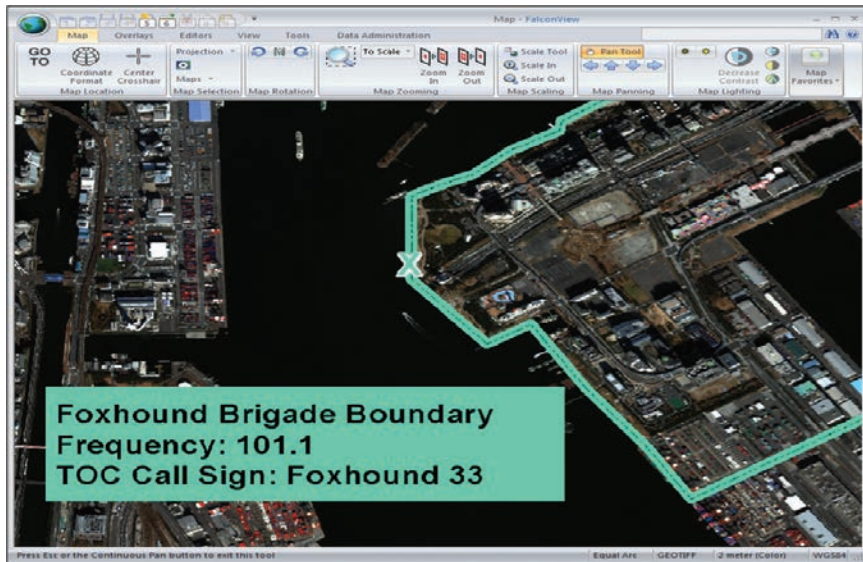 Map - FalconView
Map Overlays Editors View Tools Data Administration
GO TO
Coordinate Format
Center Crosshair
Map Location
Projection
Maps
Map Selection
N
Map Rotation
To Scale
Zoom In
Zoom Out
Map Zooming
Scale Tool
Scale In
Scale Out
Map Scaling
Pan Tool
Map Panning
Decrease Contrast
Map Lighting
Map Favorites
X
Foxhound Brigade Boundary
Frequency: 101.1
TOC Call Sign: Foxhound 33
Press Esc or the Continuous Pan button to exit this tool
Equal Arc GEOTIFF 2 meter (Color) WGS84